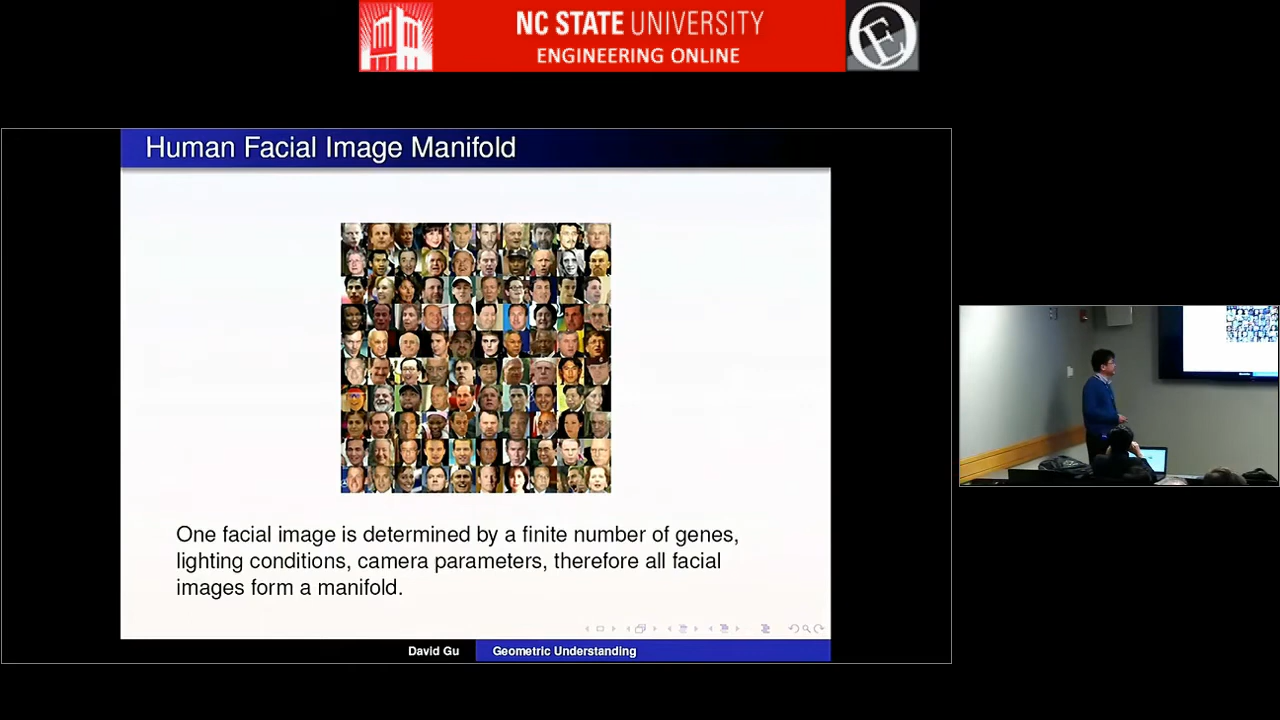 NC STATE UNIVERSITY
ENGINEERING ONLINE
Human Facial Image Manifold
One facial image is determined by a finite number of genes,
lighting conditions, camera parameters, therefore all facial
images form a manifold.
David Gu
Geometric Understanding